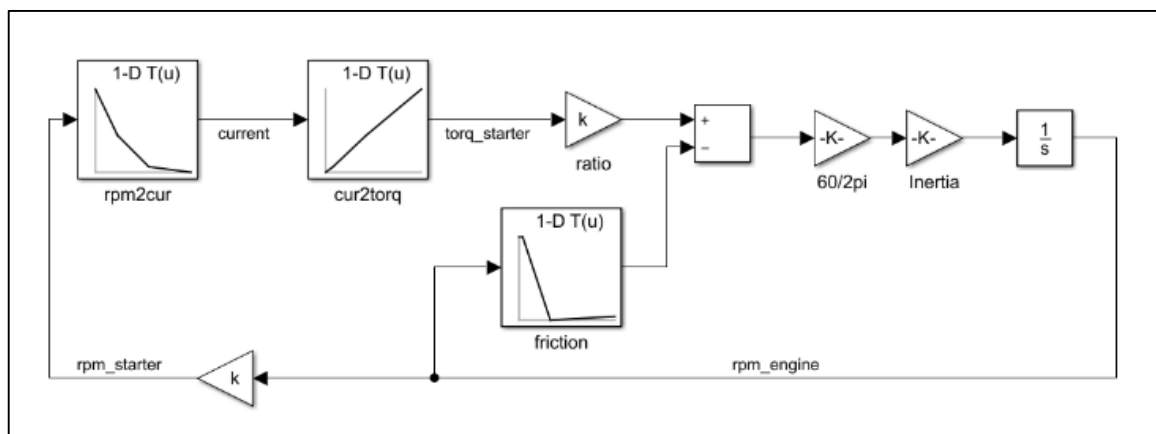 1-D T(u)
rpm2cur
current
1-D T(u)
cur2torq
torq_starter
k
ratio
+
−
-K-
60/2pi
-K-
Inertia
1
s
1-D T(u)
friction
rpm_starter
k
rpm_engine